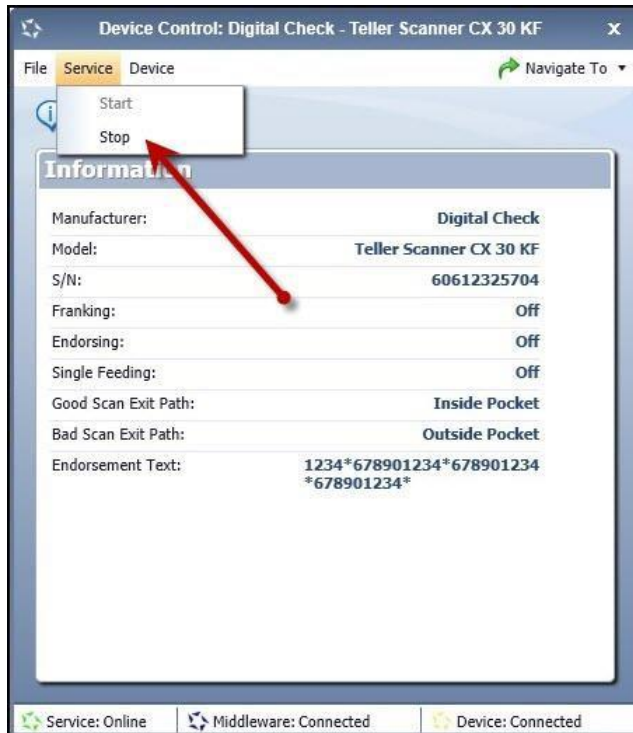 Device Control: Digital Check - Teller Scanner CX 30 KF x
File Service Device Navigate To
Start
Stop
Information
Manufacturer: Digital Check
Model: Teller Scanner CX 30 KF
S/N: 60612325704
Franking: Off
Endorsing: Off
Single Feeding: Off
Good Scan Exit Path: Inside Pocket
Bad Scan Exit Path: Outside Pocket
Endorsement Text: 1234*678901234*678901234
*678901234*
Service: Online Middleware: Connected Device: Connected